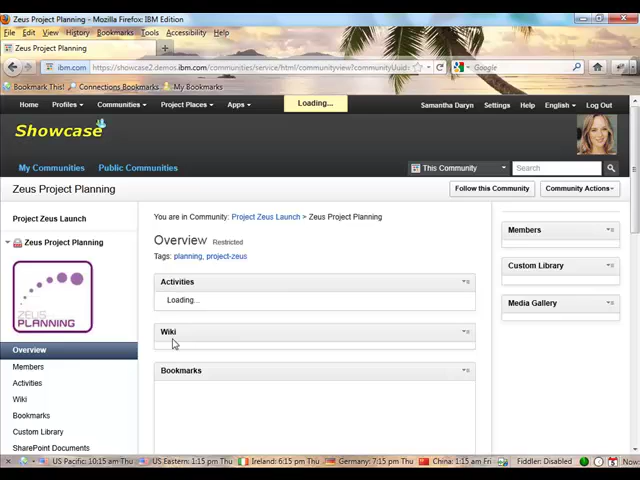 Zeus Project Planning - Mozilla Firefox: IBM Edition
File Edit View History Bookmarks Tools Accessibility Help
Zeus Project Planning +
ibm.com https://showcase2.demos.ibm.com/communities/service/html/communityview?communityUuid= Google
Bookmark This! Connections Bookmarks
Home Profiles Communities Project Places Apps Loading... Samantha Daryn Settings Help English Log Out
Showcase
My Communities Public Communities This Community Search
Zeus Project Planning Follow this Community Community Actions
Project Zeus Launch
You are in Community: Project Zeus Launch > Zeus Project Planning
Zeus Project Planning
Overview Restricted
Tags: planning, project-zeus
Members
Custom Library
Media Gallery
ZEUS
PLANNING
Activities
Loading...
Wiki
Bookmarks
Overview
Members
Activities
Wiki
Bookmarks
Custom Library
SharePoint Documents
US Pacific: 10:15 am Thu US Eastern: 1:15 pm Thu Ireland: 6:15 pm Thu Germany: 7:15 pm Thu China: 1:15 am Fri Fiddler: Disabled